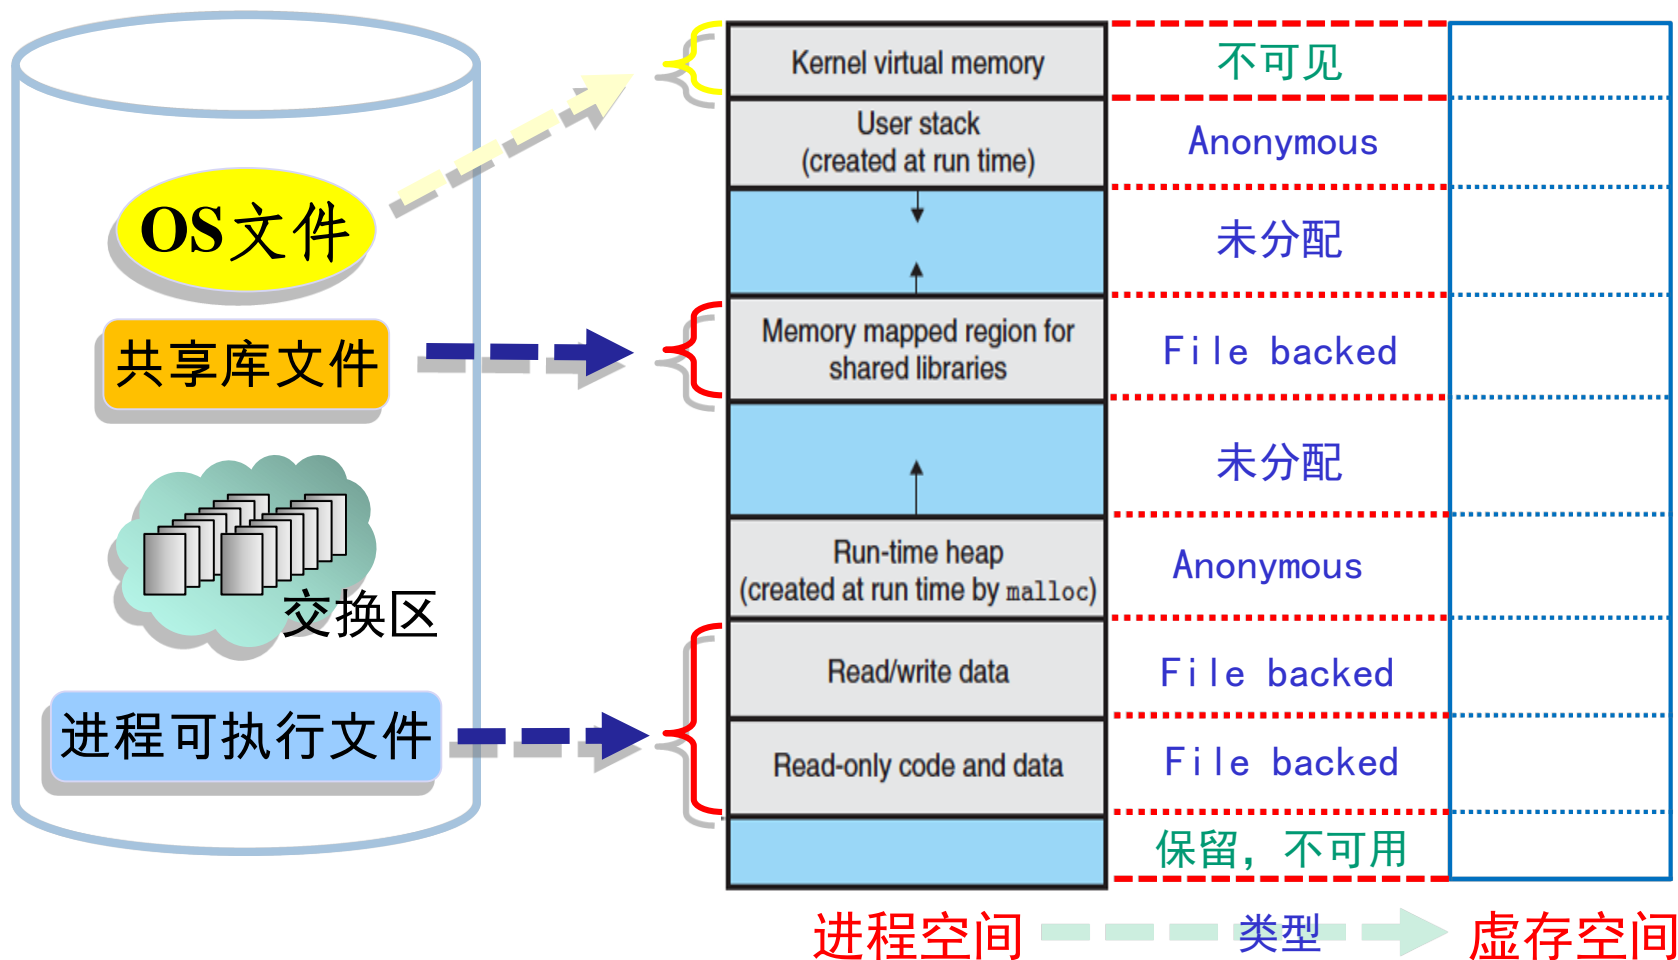 OS文件
共享库文件
交换区
进程可执行文件
Kernel virtual memory
User stack
(created at run time)
Memory mapped region for
shared libraries
Run-time heap
(created at run time by malloc)
Read/write data
Read-only code and data
不可见
Anonymous
未分配
File backed
未分配
Anonymous
File backed
File backed
保留，不可用
进程空间
类型
虚存空间